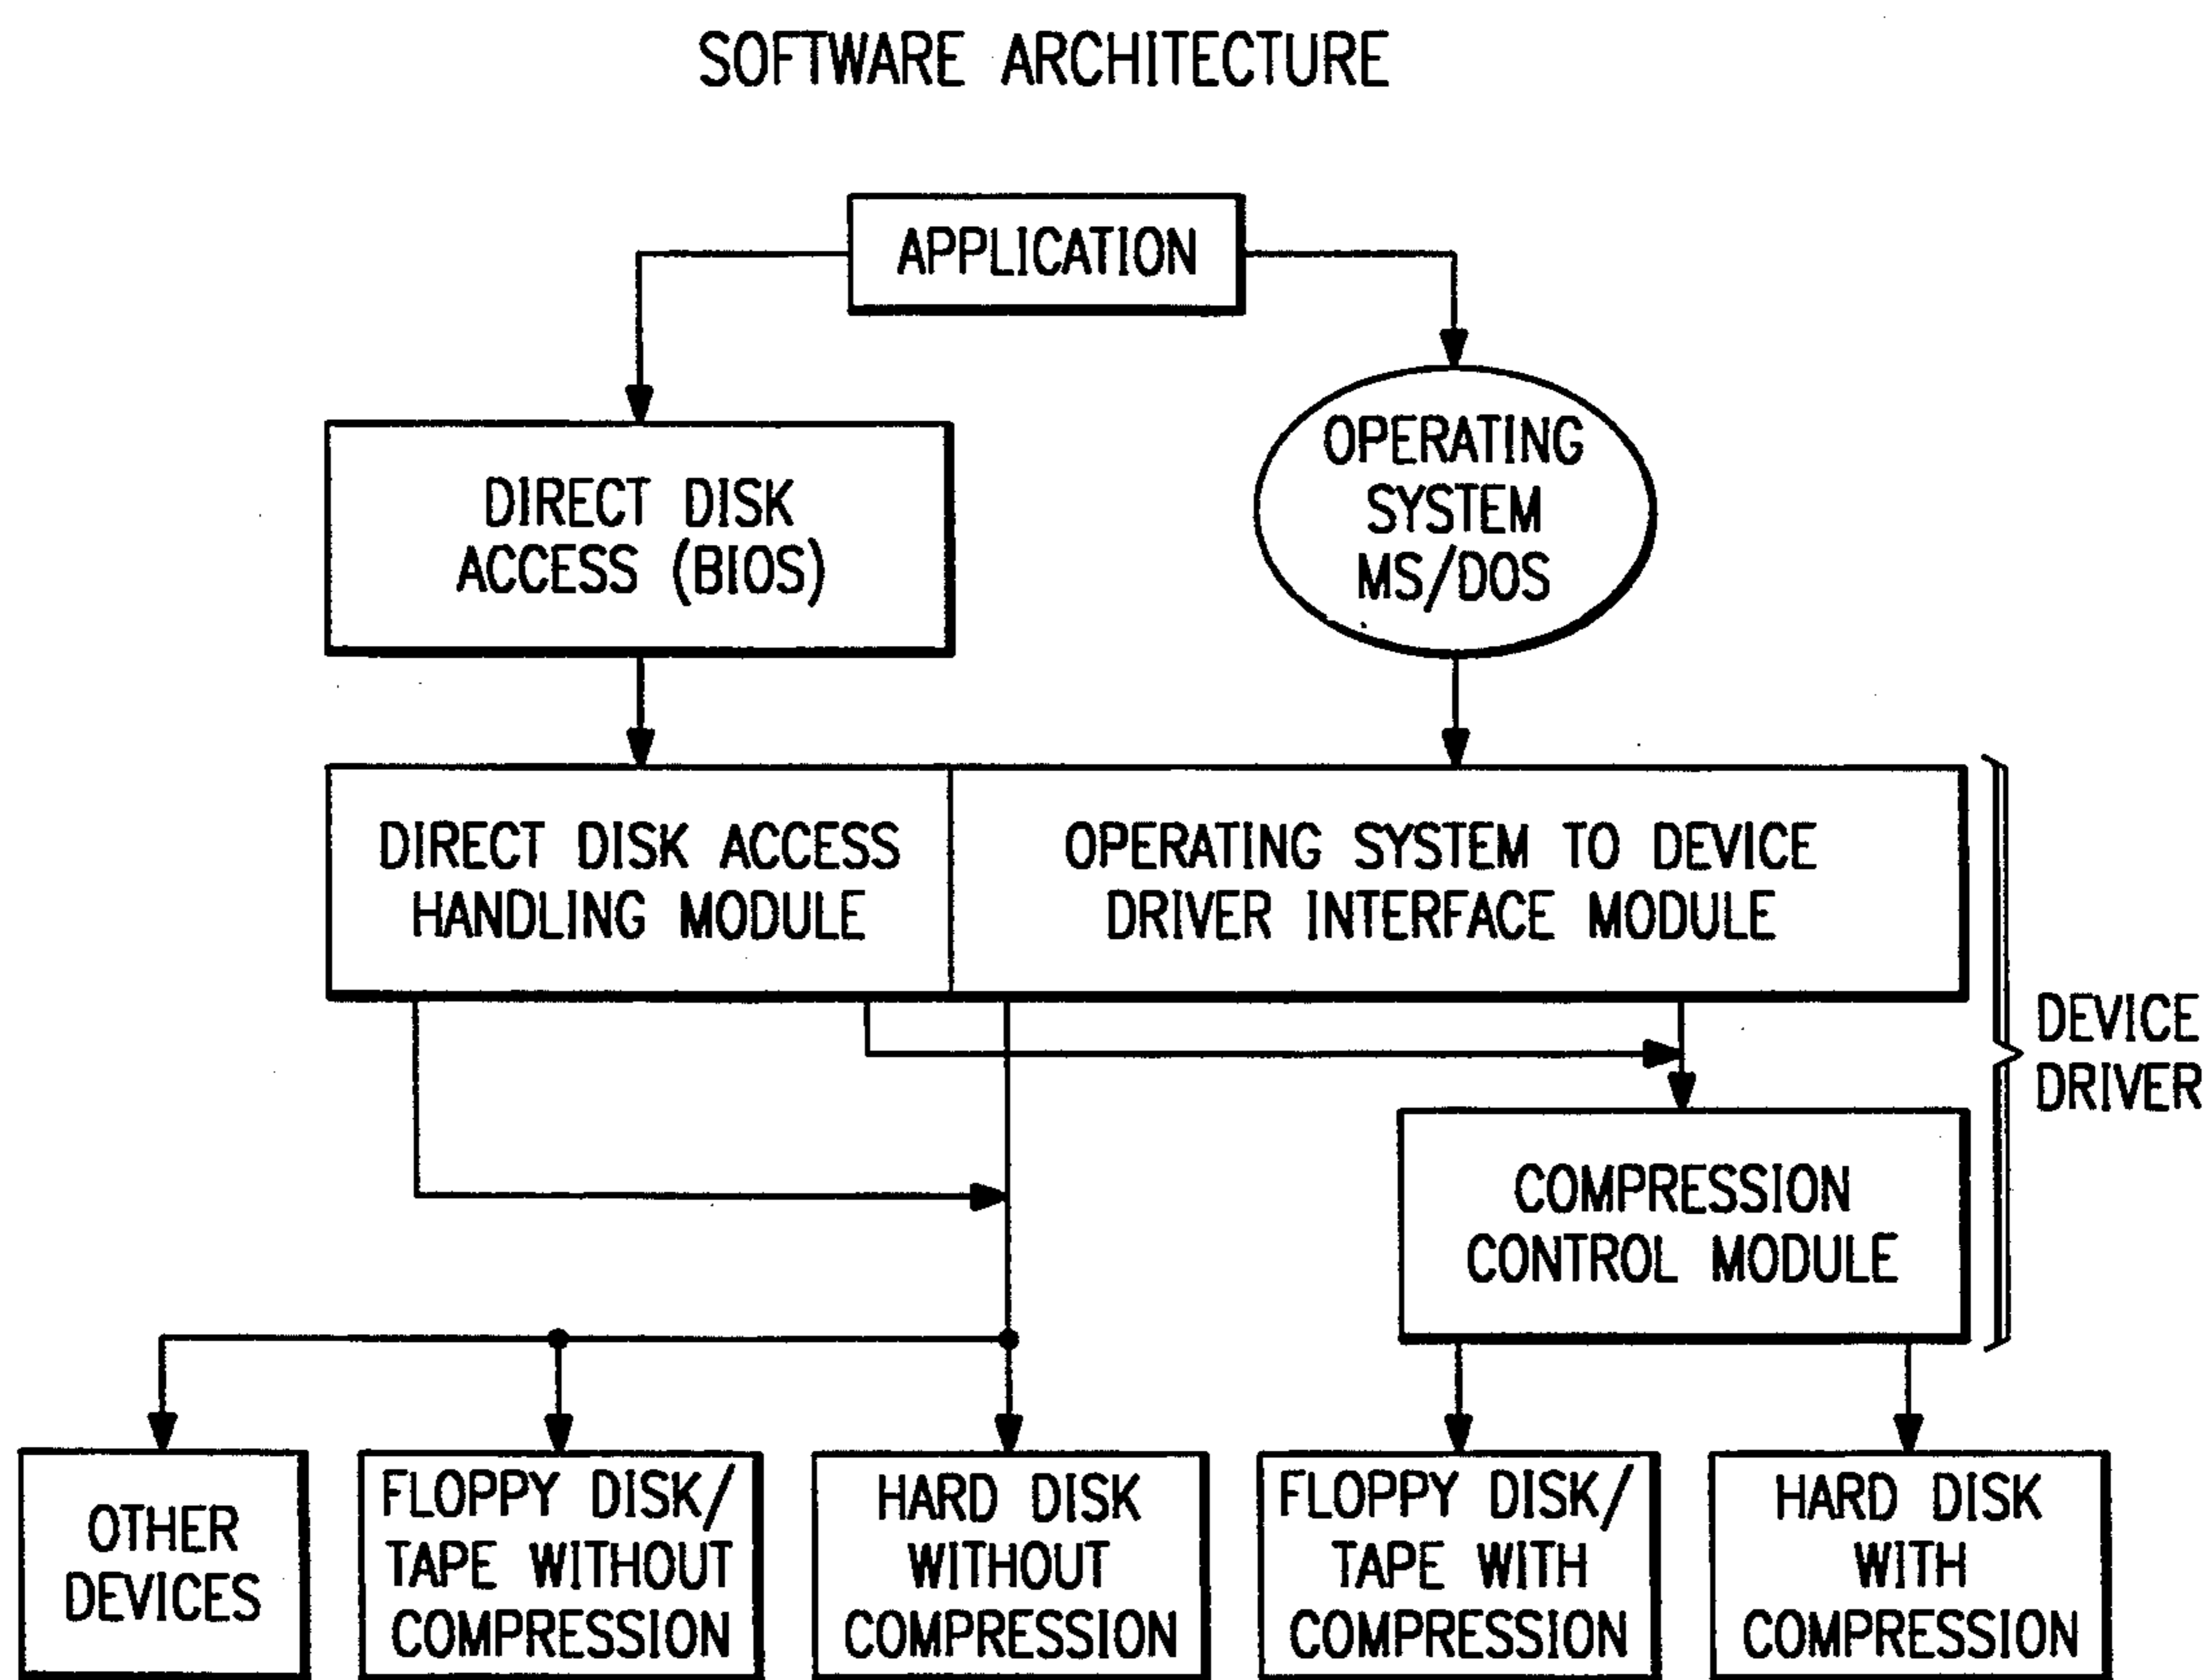 SOFTWARE ARCHITECTURE
APPLICATION
DIRECT DISK
ACCESS (BIOS)
OPERATING
SYSTEM
MS/DOS
DIRECT DISK ACCESS
HANDLING MODULE
OPERATING SYSTEM TO DEVICE
DRIVER INTERFACE MODULE
DEVICE
DRIVER
COMPRESSION
CONTROL MODULE
OTHER
DEVICES
FLOPPY DISK/
TAPE WITHOUT
COMPRESSION
HARD DISK
WITHOUT
COMPRESSION
FLOPPY DISK/
TAPE WITH
COMPRESSION
HARD DISK
WITH
COMPRESSION